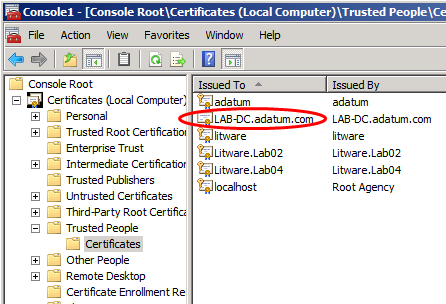 Console1 - [Console Root\Certificates (Local Computer)\Trusted People\Ce
File Action View Favorites Window Help
Console Root
Certificates (Local Computer)
Personal
Trusted Root Certification
Enterprise Trust
Intermediate Certification
Trusted Publishers
Untrusted Certificates
Third-Party Root Certifica
Trusted People
Certificates
Other People
Remote Desktop
Certificate Enrollment Re
Issued To Issued By
adatum adatum
LAB-DC.adatum.com LAB-DC.adatum.com
litware litware
Litware.Lab02 Litware.Lab02
Litware.Lab04 Litware.Lab04
localhost Root Agency